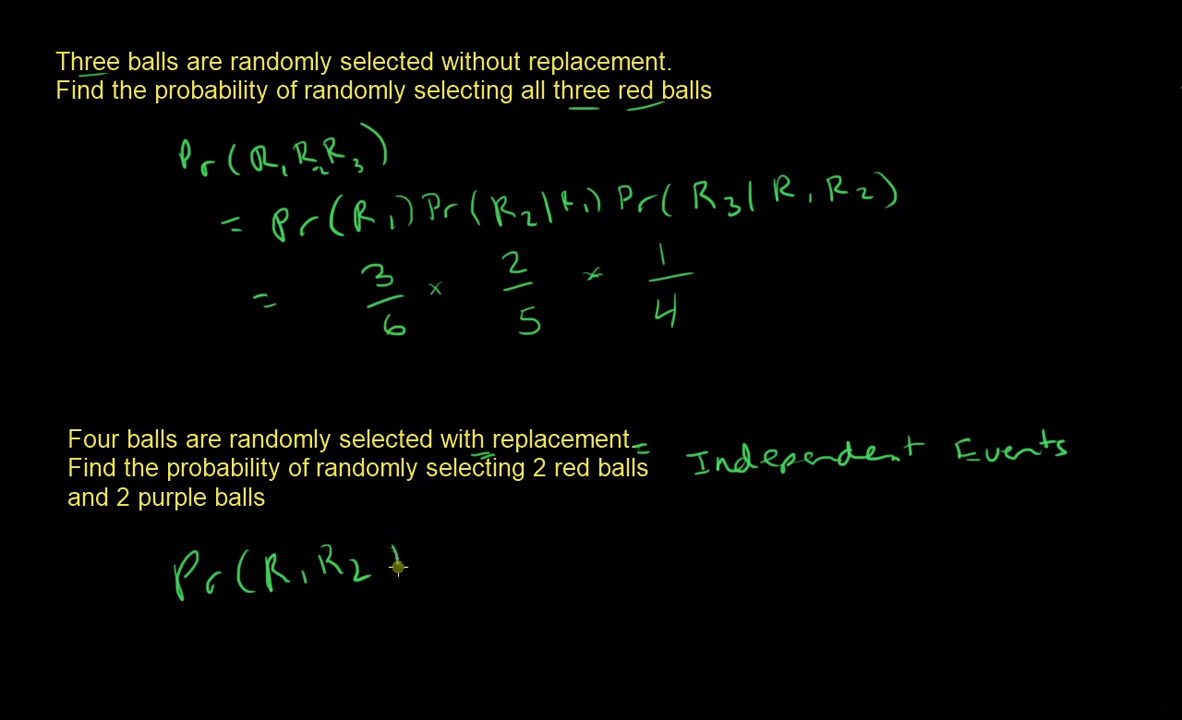 Three balls are randomly selected without replacement.
Find the probability of randomly selecting all three red balls
Pr(R₁R₂R₃)
= Pr(R₁)Pr(R₂|R₁)Pr(R₃|R₁R₂)
= 3/6 × 2/5 × 1/4
Four balls are randomly selected with replacement = Independent Events
Find the probability of randomly selecting 2 red balls
and 2 purple balls
Pr(R₁R₂